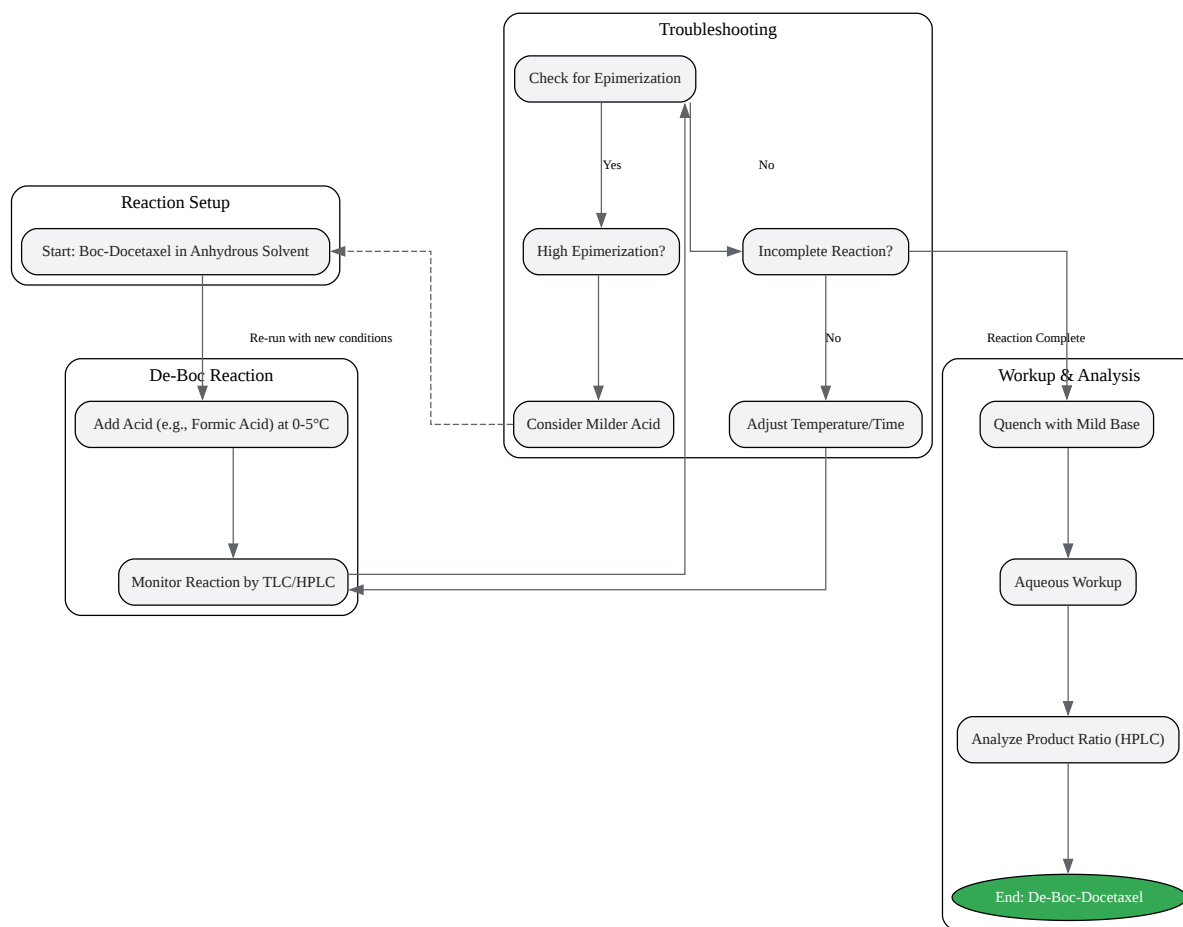 Troubleshooting
Check for Epimerization
Yes
No
Reaction Setup
Start: Boc-Docetaxel in Anhydrous Solvent
High Epimerization?
Incomplete Reaction?
Re-run with new conditions
No
Reaction Complete
De-Boc Reaction
Workup & Analysis
Add Acid (e.g., Formic Acid) at 0-5°C
Consider Milder Acid
Adjust Temperature/Time
Quench with Mild Base
Monitor Reaction by TLC/HPLC
Aqueous Workup
Analyze Product Ratio (HPLC)
End: De-Boc-Docetaxel